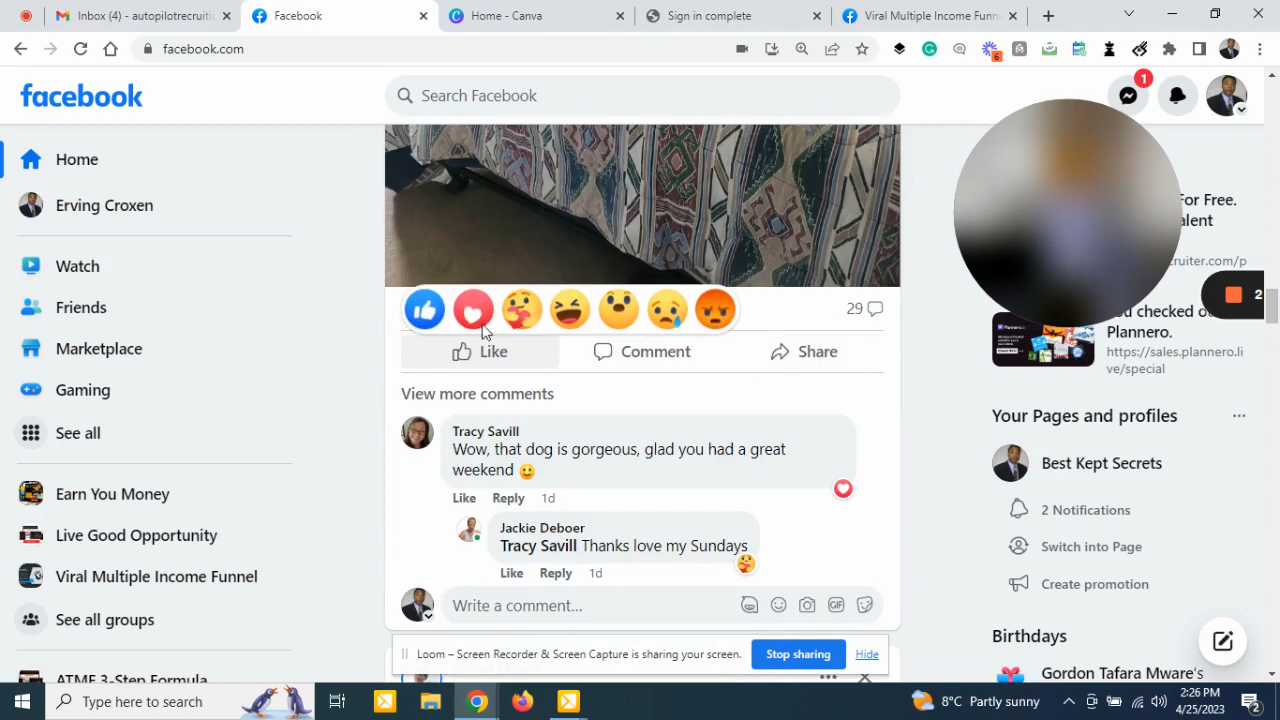 Inbox (4) - autopilotrecruiti
Facebook
Home - Canva
Sign in complete
Viral Multiple Income Funn
facebook.com
6
facebook
Search Facebook
1
Home
Erving Croxen
Watch
Friends
Marketplace
Gaming
See all
Earn You Money
Live Good Opportunity
Viral Multiple Income Funnel
See all groups
ATME 3-Step Formula
29
Like
Comment
Share
View more comments
Tracy Savill
Wow, that dog is gorgeous, glad you had a great
weekend
Like Reply 1d
Jackie Deboer
Tracy Savill Thanks love my Sundays
Like Reply 1d
Write a comment...
GIF
Loom – Screen Recorder & Screen Capture is sharing your screen.
Stop sharing
Hide
For Free.
alent
ecruiter.com/p
2
ou checked o
Plannero.
https://sales.plannero.li
ve/special
Your Pages and profiles
Best Kept Secrets
2 Notifications
Switch into Page
Create promotion
Birthdays
Gordon Tafara Mware's
Type here to search
8°C Partly sunny
2:26 PM
4/25/2023
2